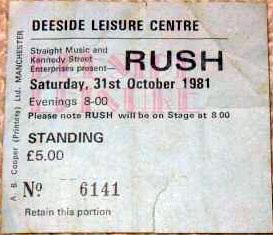 DEESIDE LEISURE CENTRE
Straight Music and
Kennedy Street
Enterprises present— RUSH
Saturday, 31st October 1981
Evenings 8-00
Please note RUSH will be on Stage at 8.00
STANDING
£5.00
No 6141
Retain this portion
A. B. Cooper (Printers) Ltd. MANCHESTER